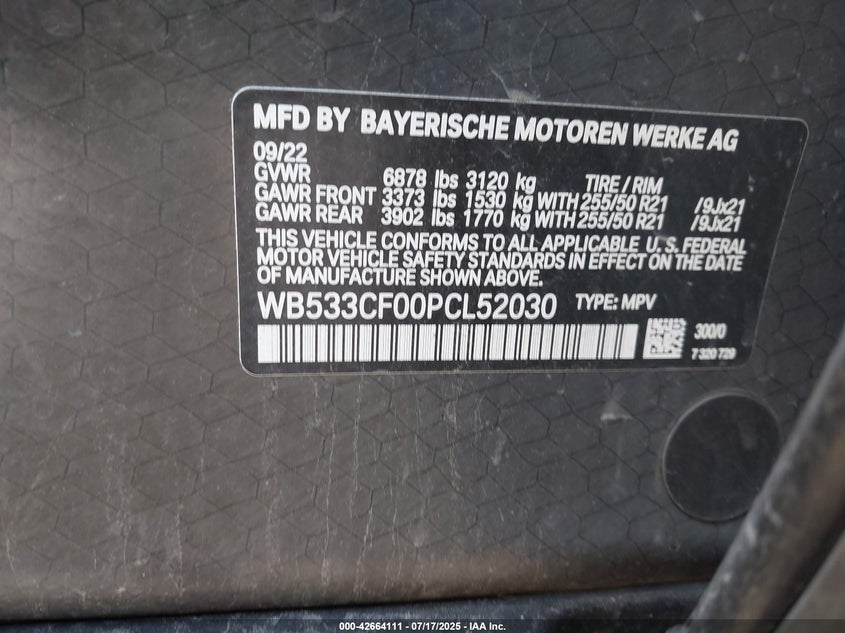 MFD BY BAYERISCHE MOTOREN WERKE AG
09/22
GVWR 6878 lbs 3120 kg TIRE / RIM
GAWR FRONT 3373 lbs 1530 kg WITH 255/50 R21 /9Jx21
GAWR REAR 3902 lbs 1770 kg WITH 255/50 R21 /9Jx21
THIS VEHICLE CONFORMS TO ALL APPLICABLE U. S. FEDERAL
MOTOR VEHICLE SAFETY STANDARDS IN EFFECT ON THE DATE
OF MANUFACTURE SHOWN ABOVE.
WB533CF00PCL52030 TYPE: MPV
300/0
7 320 729
000-42664111 - 07/17/2025 - IAA Inc.